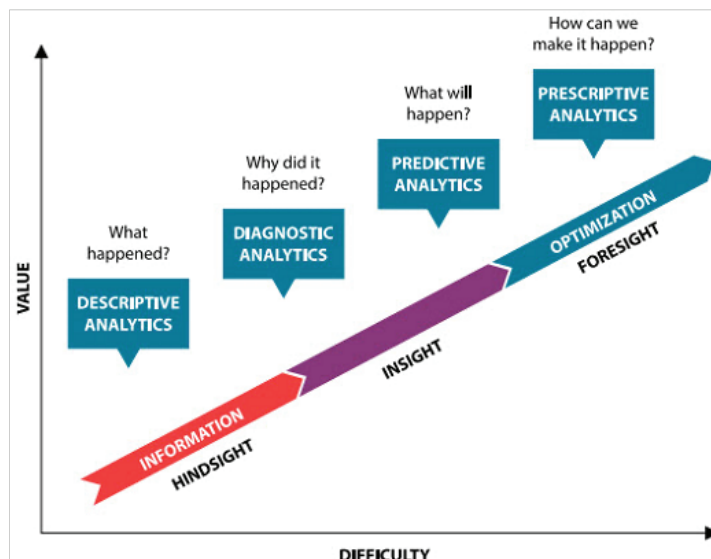 How can we
make it happen?
PRESCRIPTIVE
ANALYTICS
What will
happen?
PREDICTIVE
ANALYTICS
Why did it
happened?
DIAGNOSTIC
ANALYTICS
What
happened?
DESCRIPTIVE
ANALYTICS
VALUE
OPTIMIZATION
FORESIGHT
INSIGHT
INFORMATION
HINDSIGHT
DIFFICULTY